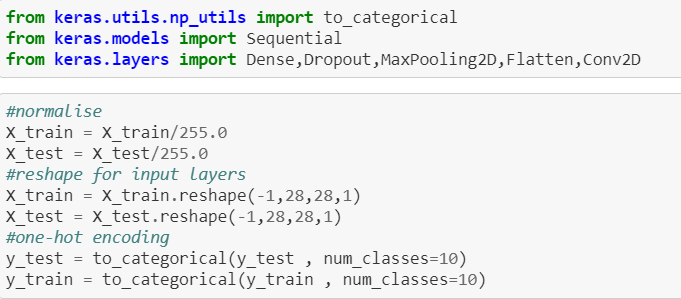 from keras.utils.np_utils import to_categorical
from keras.models import Sequential
from keras.layers import Dense,Dropout,MaxPooling2D,Flatten,Conv2D
#normalise
X_train = X_train/255.0
X_test = X_test/255.0
#reshape for input layers
X_train = X_train.reshape(-1,28,28,1)
X_test = X_test.reshape(-1,28,28,1)
#one-hot encoding
y_test = to_categorical(y_test , num_classes=10)
y_train = to_categorical(y_train , num_classes=10)